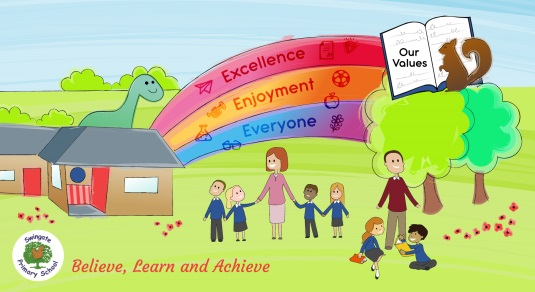 Excellence
Enjoyment
Everyone
Our
Values
Swingate
Primary School
Believe, Learn and Achieve